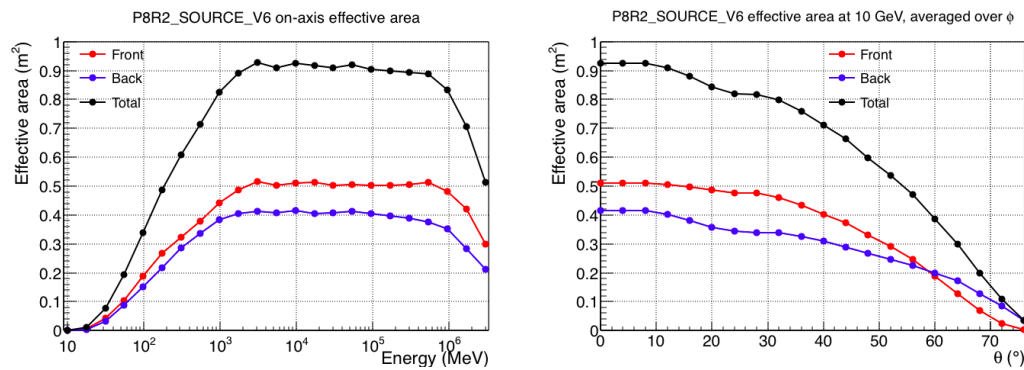 P8R2_SOURCE_V6 on-axis effective area
Effective area (m²)
1
0.9
0.8
0.7
0.6
0.5
0.4
0.3
0.2
0.1
0
Front
Back
Total
10 10² 10³ 10⁴ 10⁵ 10⁶
Energy (MeV)
P8R2_SOURCE_V6 effective area at 10 GeV, averaged over ϕ
Effective area (m²)
1
0.9
0.8
0.7
0.6
0.5
0.4
0.3
0.2
0.1
0
Front
Back
Total
0 10 20 30 40 50 60 70
θ (°)